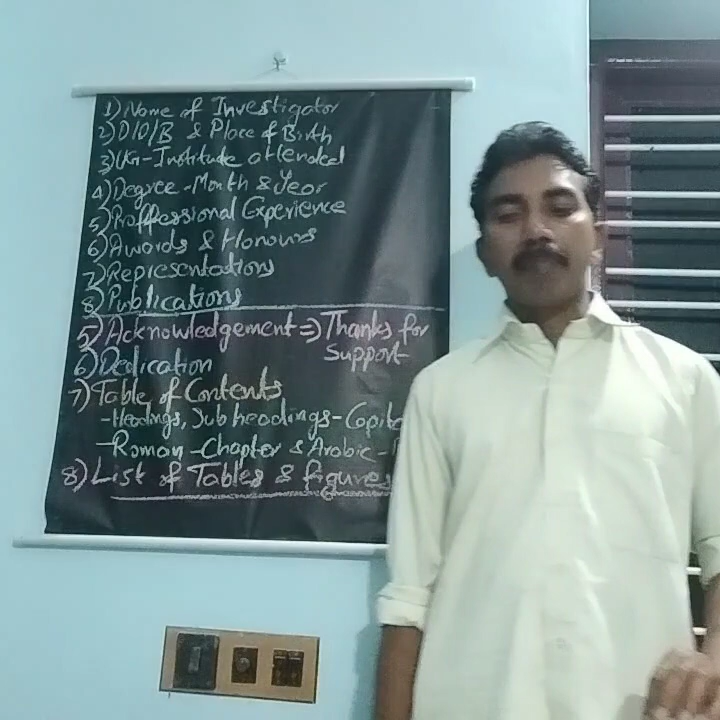 1) Name of Investigator
2) D/O/B & Place of Birth
3) Un-Institute attended
4) Degree-Month & Year
5) Proffessional Experience
6) Awards & Honours
7) Representations
8) Publications
5) Acknowledgement ⇒ Thanks for
Support
6) Dedication
7) Table of Contents
-Headings, Sub headings-
-Roman-Chapter & Arabic-
8) List of Tables & figures